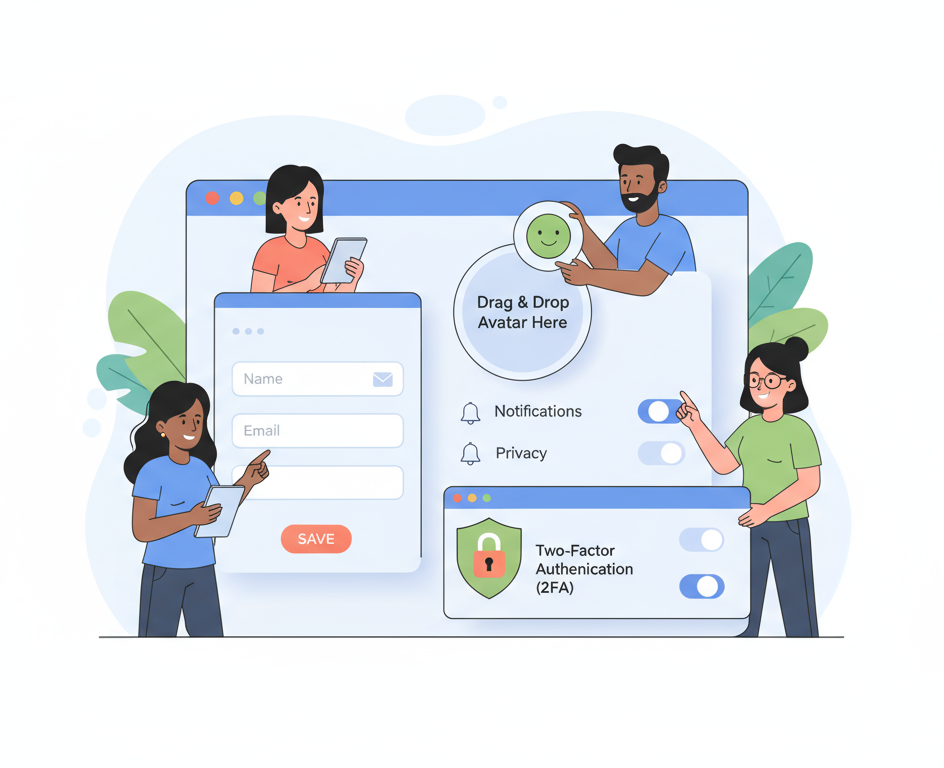 Drag & Drop
Avatar Here
Name
Email
SAVE
Notifications
Privacy
Two-Factor
Authenication
(2FA)